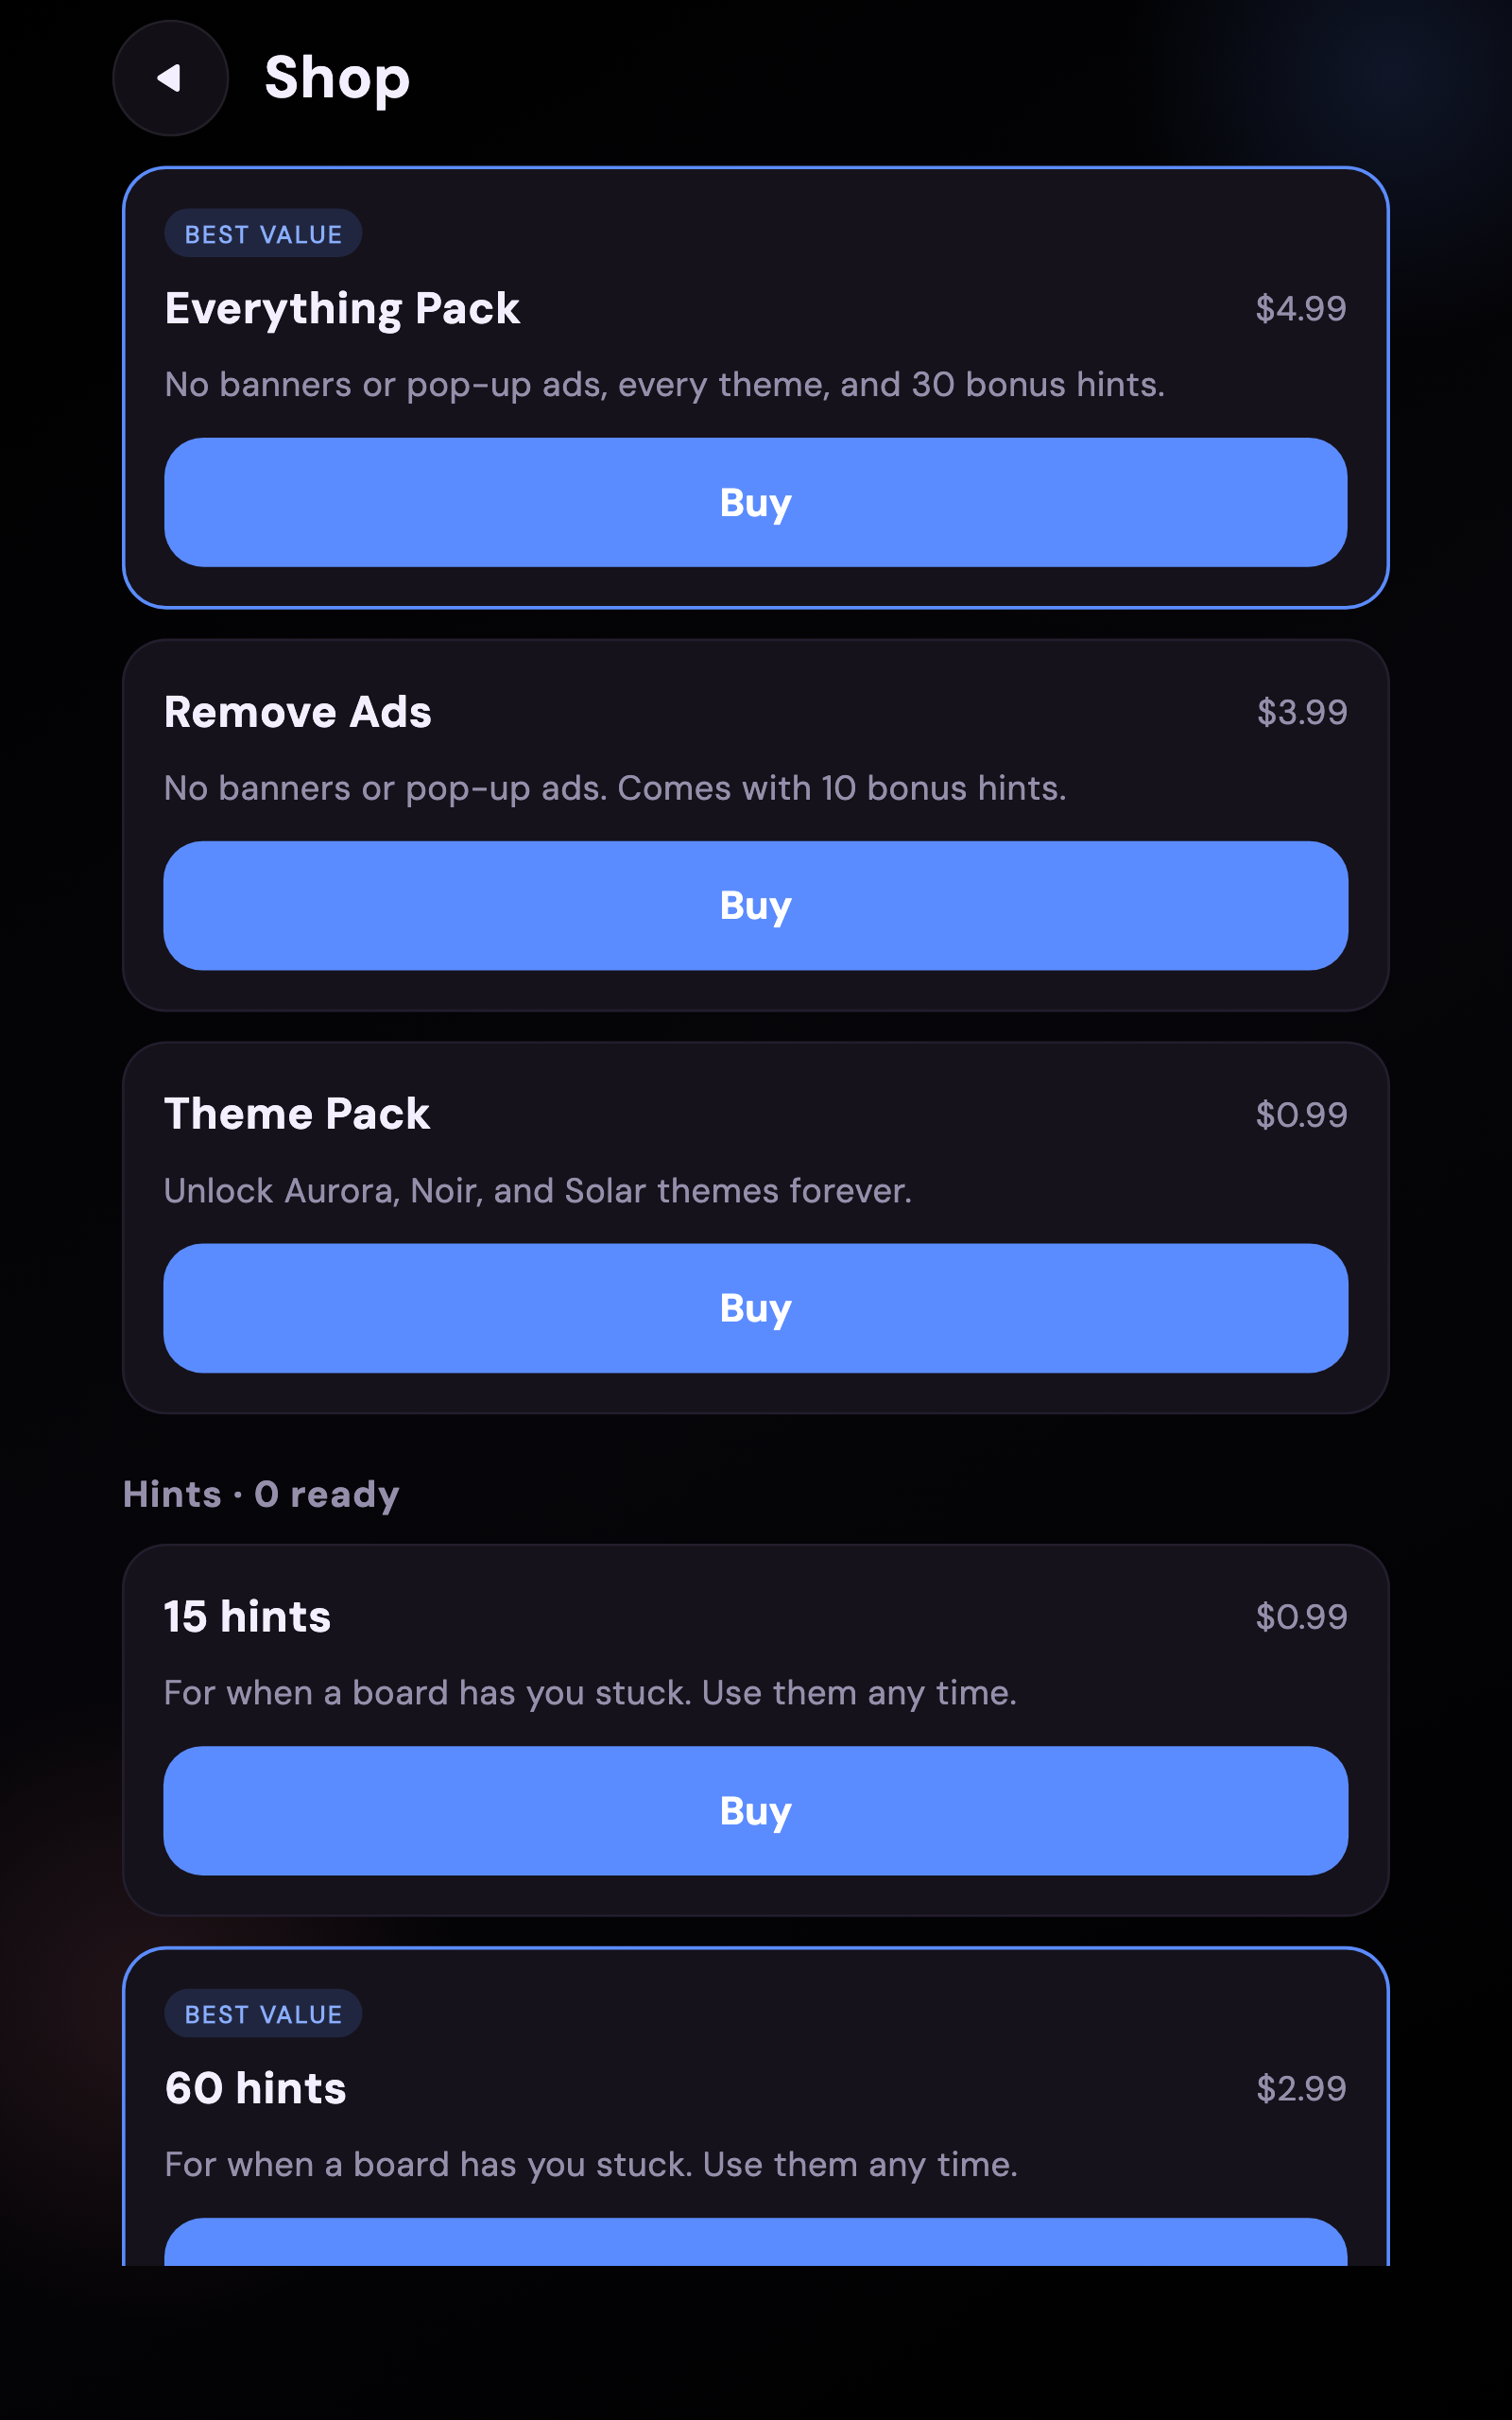 Shop
BEST VALUE
Everything Pack
$4.99
No banners or pop-up ads, every theme, and 30 bonus hints.
Buy
Remove Ads
$3.99
No banners or pop-up ads. Comes with 10 bonus hints.
Buy
Theme Pack
$0.99
Unlock Aurora, Noir, and Solar themes forever.
Buy
Hints · 0 ready
15 hints
$0.99
For when a board has you stuck. Use them any time.
Buy
BEST VALUE
60 hints
$2.99
For when a board has you stuck. Use them any time.